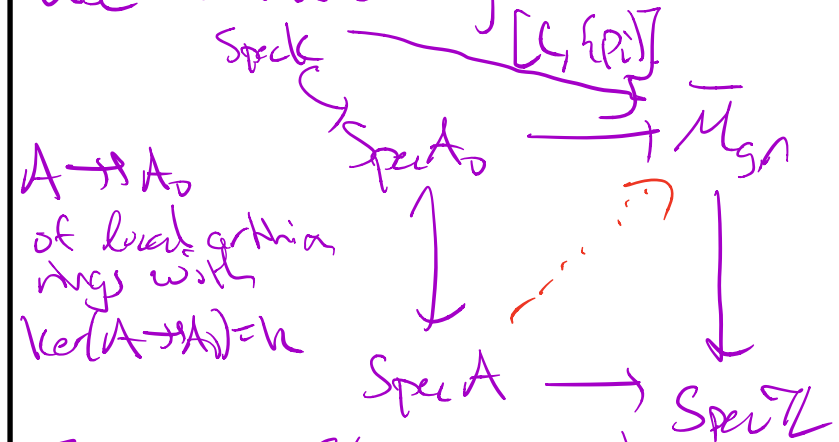 [C, {pi}]
Spec k
Spec A₀ → M̄g,n
A ↠ A₀
of local artinian
rings with
ker(A ↠ A₀) = k
Spec A → Spec ℤ